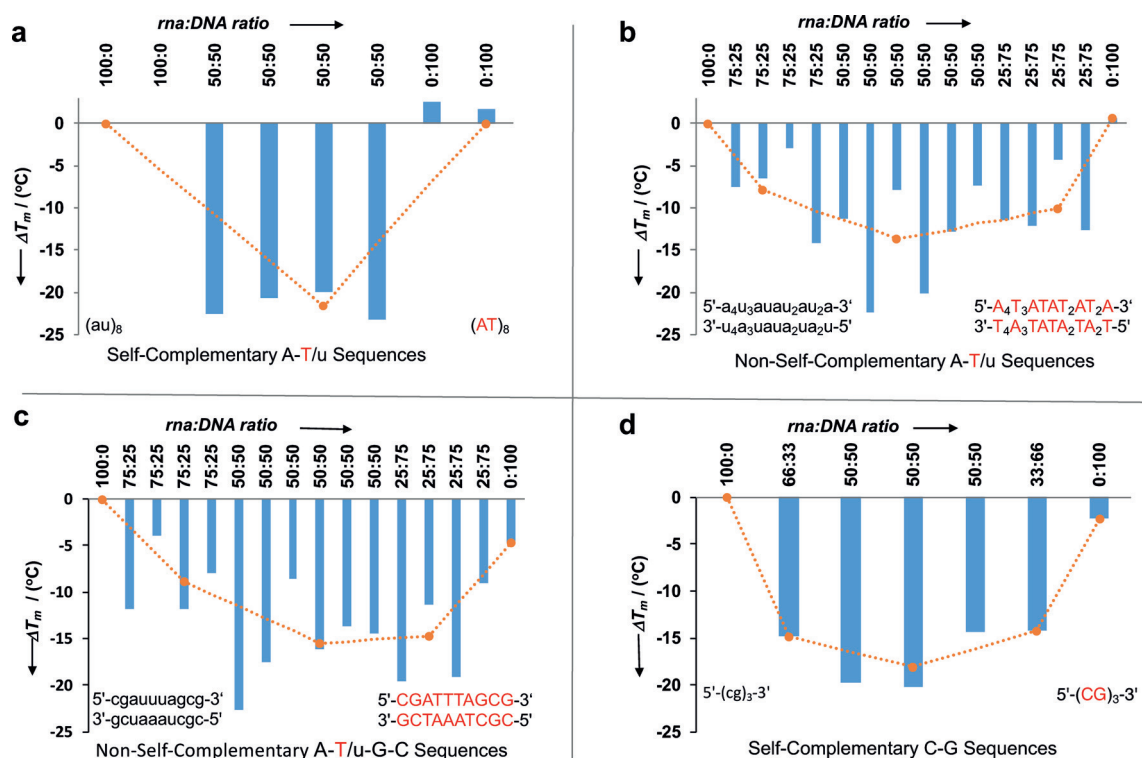 a
rna:DNA ratio
100:0
100:0
50:50
50:50
50:50
50:50
0:100
0:100
0
-5
-10
-15
-20
-25
ΔTm / (°C)
(au)₈
(AT)₈
Self-Complementary A-T/u Sequences
b
rna:DNA ratio
100:0
75:25
75:25
75:25
75:25
50:50
50:50
50:50
50:50
50:50
50:50
25:75
25:75
25:75
25:75
0:100
0
-5
-10
-15
-20
-25
ΔTm / (°C)
5'-a₄u₃auau₂au₂a-3'
3'-u₄a₃uaua₂ua₂u-5'
5'-A₄T₃ATAT₂AT₂A-3'
3'-T₄A₃TATA₂TA₂T-5'
Non-Self-Complementary A-T/u Sequences
c
rna:DNA ratio
100:0
75:25
75:25
75:25
75:25
50:50
50:50
50:50
50:50
50:50
50:50
25:75
25:75
25:75
25:75
0:100
0
-5
-10
-15
-20
-25
ΔTm / (°C)
5'-cgauuuagcg-3'
3'-gcuaaaucgc-5'
5'-CGATTTAGCG-3'
3'-GCTAAATCGC-5'
Non-Self-Complementary A-T/u-G-C Sequences
d
rna:DNA ratio
100:0
66:33
50:50
50:50
50:50
33:66
0:100
0
-5
-10
-15
-20
-25
ΔTm / (°C)
5'-(cg)₃-3'
5'-(CG)₃-3'
Self-Complementary C-G Sequences